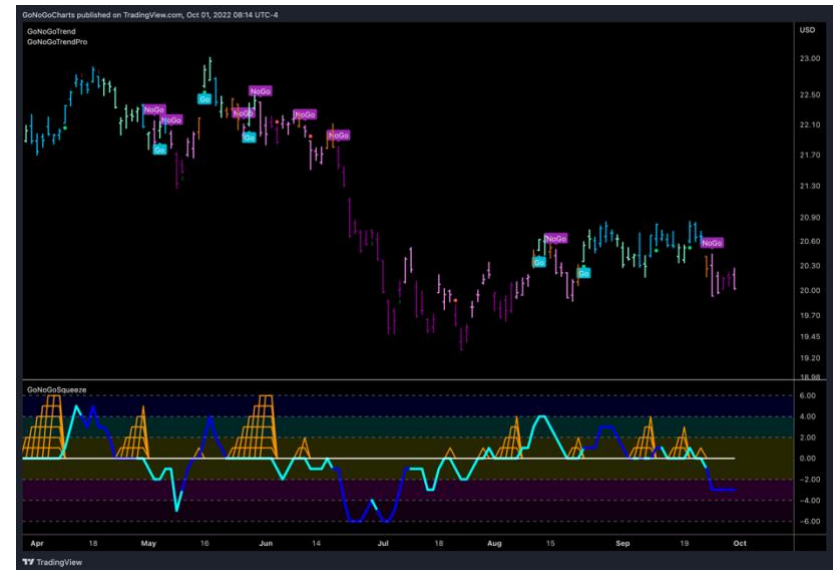 GoNoGoCharts published on TradingView.com, Oct 01, 2022 08:14 UTC-4
GoNoGoTrend
GoNoGoTrendPro
USD
23.00
22.50
22.10
21.70
21.30
20.90
20.60
20.30
20.00
19.70
19.45
19.20
18.98
NoGo
NoGo
Go
Go
NoGo
Go
NoGo
NoGo
NoGo
Go
NoGo
Go
NoGo
GoNoGoSqueeze
6.00
4.00
2.00
0.00
−2.00
−4.00
−6.00
Apr 18 May 16 Jun 14 Jul 18 Aug 15 Sep 19 Oct
TradingView